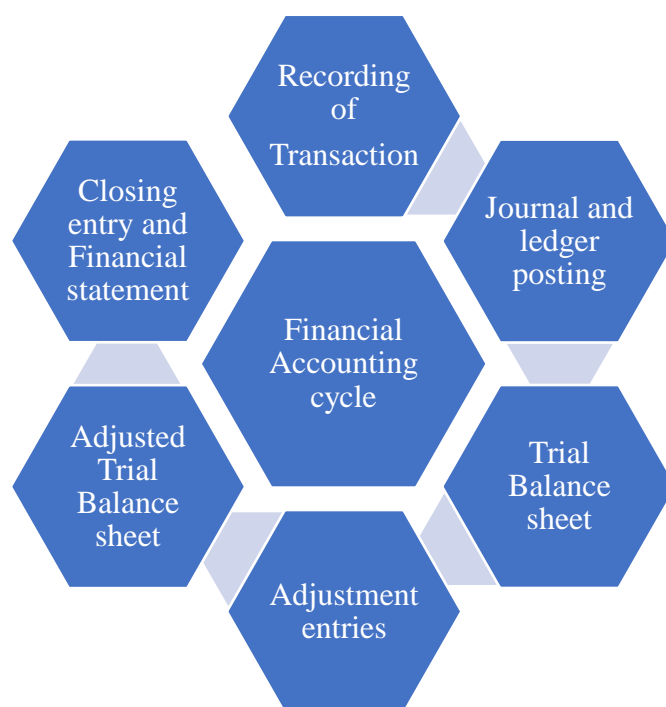 Recording
of
Transaction
Journal and
ledger
posting
Trial
Balance
sheet
Adjustment
entries
Adjusted
Trial
Balance
sheet
Closing
entry and
Financial
statement
Financial
Accounting
cycle